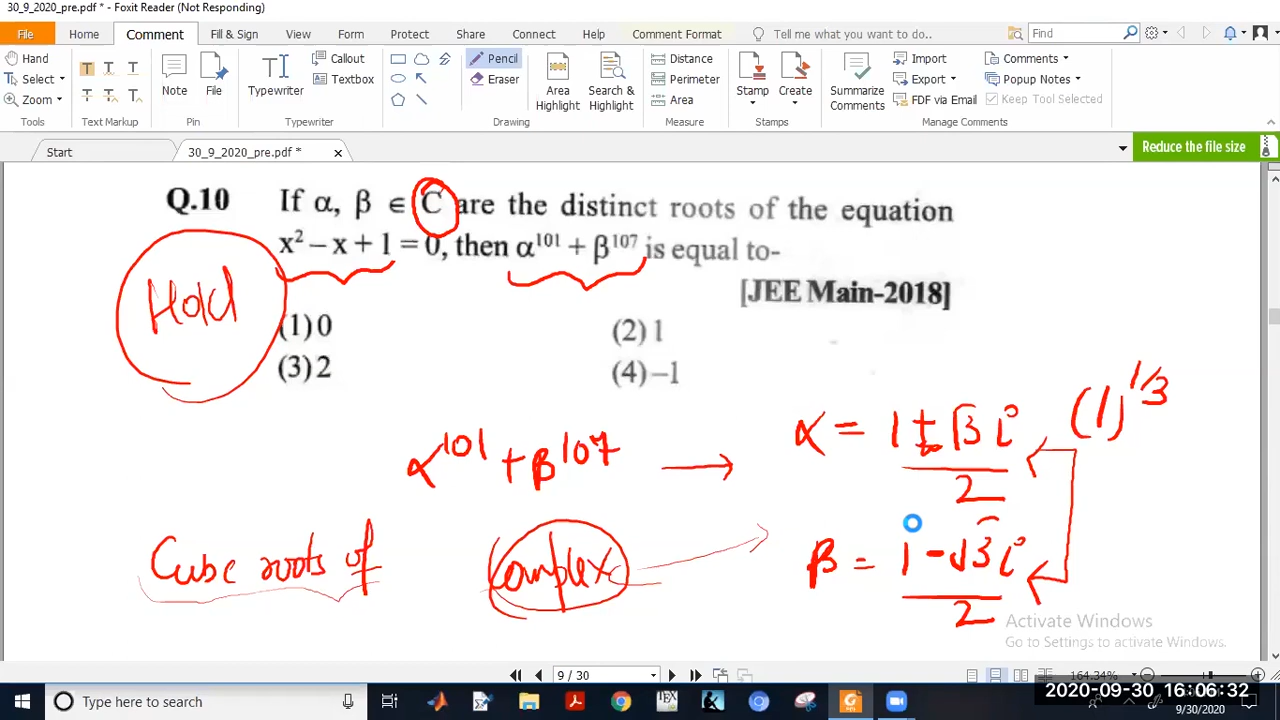 30_9_2020_pre.pdf * - Foxit Reader (Not Responding)
File Home Comment Fill & Sign View Form Protect Share Connect Help Comment Format Tell me what you want to do.. Find
Hand Select Zoom Tools
Text Markup
Note File Pin
Typewriter Callout Textbox Typewriter
Pencil Eraser Area Highlight Search & Highlight Drawing
Distance Perimeter Area Measure
Stamp Create Stamps
Summarize Comments Import Export FDF via Email Comments Popup Notes Keep Tool Selected Manage Comments
Start 30_9_2020_pre.pdf * Reduce the file size
Q.10 If α, β ∈ C are the distinct roots of the equation
x² – x + 1 = 0, then α¹⁰¹ + β¹⁰⁷ is equal to-
[JEE Main-2018]
Hold
(1) 0 (2) 1
(3) 2 (4) –1
α¹⁰¹ + β¹⁰⁷ → α = 1 + √3 i / 2 (1)^1/3
Cube roots of complex β = 1 - √3 i / 2
Activate Windows
Go to Settings to activate Windows.
9 / 30 164.34%
Type here to search
2020-09-30 16:06:32
9/30/2020